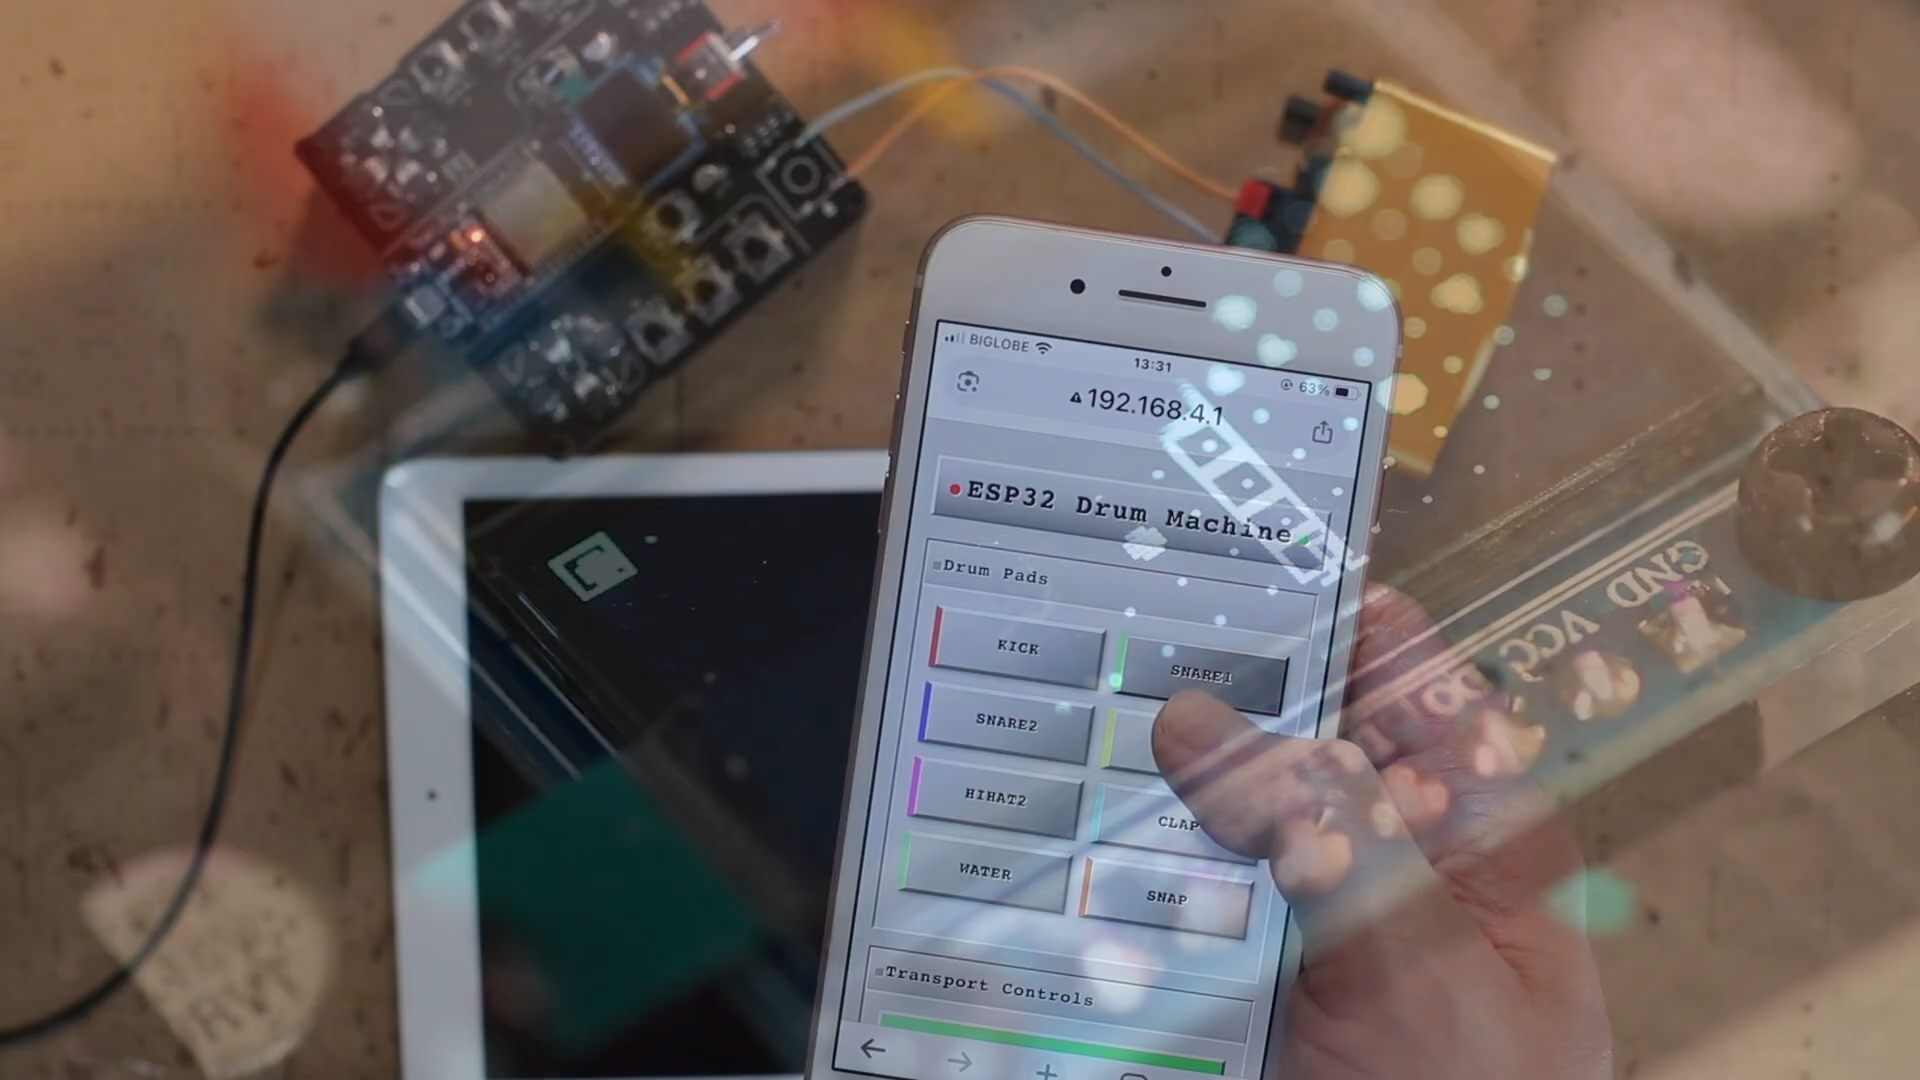 BIGLOBE
13:31
63%
192.168.4.1
ESP32 Drum Machine
Drum Pads
KICK
SNARE1
SNARE2
HIHAT2
CLAP
WATER
SNAP
Transport Controls
GND VCC